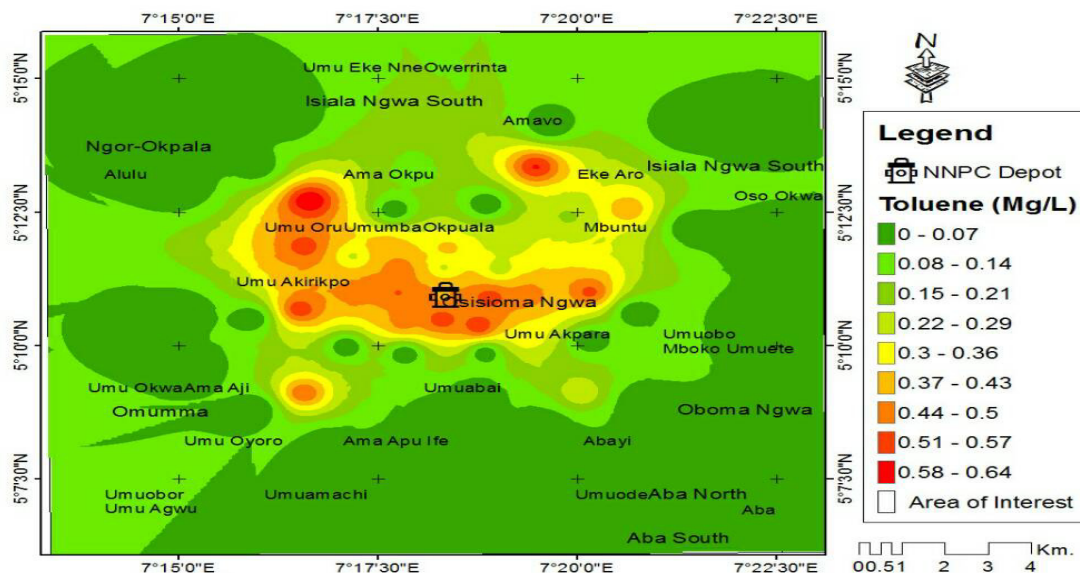 7°15'0"E 7°17'30"E 7°20'0"E 7°22'30"E
N
5°15'0"N 5°15'0"N
5°12'30"N 5°12'30"N
5°10'0"N 5°10'0"N
5°7'30"N 5°7'30"N
Umu Eke NneOwerrinta
Isiala Ngwa South
Amavo
Ngor-Okpala
Alulu Ama Okpu Eke Aro Isiala Ngwa South
Oso Okwa
Umu OruUmumbaOkpuala Mbuntu
Umu Akirikpo
Isisioma Ngwa
Umu Akpara Umuobo
Mboko Umuete
Umu OkwaAma Aji Umuabai
Omumma Oboma Ngwa
Umu Oyoro Ama Apu Ife Abayi
Umuobor Umuamachi UmuodeAba North
Umu Agwu Aba
Aba South
7°15'0"E 7°17'30"E 7°20'0"E 7°22'30"E
Legend
NNPC Depot
Toluene (Mg/L)
0 - 0.07
0.08 - 0.14
0.15 - 0.21
0.22 - 0.29
0.3 - 0.36
0.37 - 0.43
0.44 - 0.5
0.51 - 0.57
0.58 - 0.64
Area of Interest
Km.
00.51 2 3 4